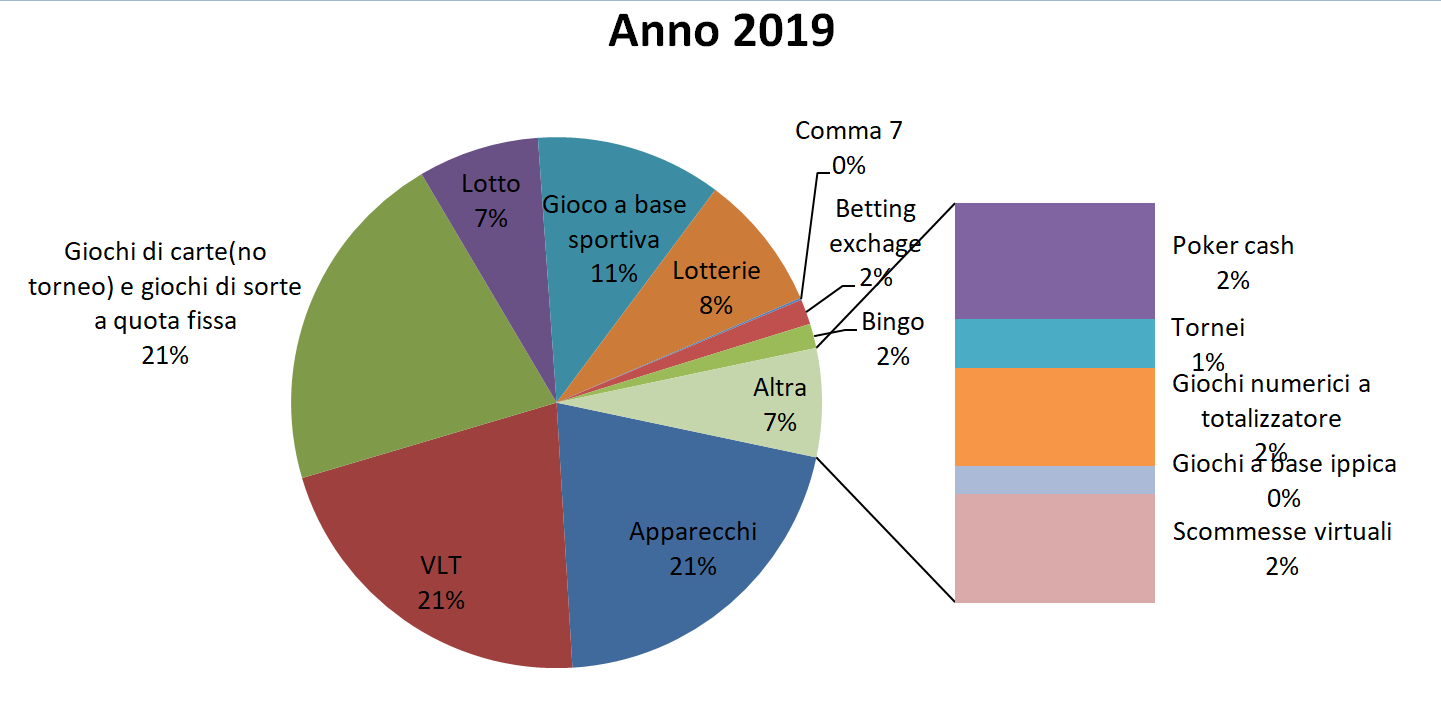 Anno 2019
Comma 7
0%
Betting
exchage
2%
Bingo
2%
Lotto
7%
Gioco a base
sportiva
11%
Lotterie
8%
Giochi di carte(no
torneo) e giochi di sorte
a quota fissa
21%
Altra
7%
Apparecchi
21%
VLT
21%
Poker cash
2%
Tornei
1%
Giochi numerici a
totalizzatore
2%
Giochi a base ippica
0%
Scommesse virtuali
2%